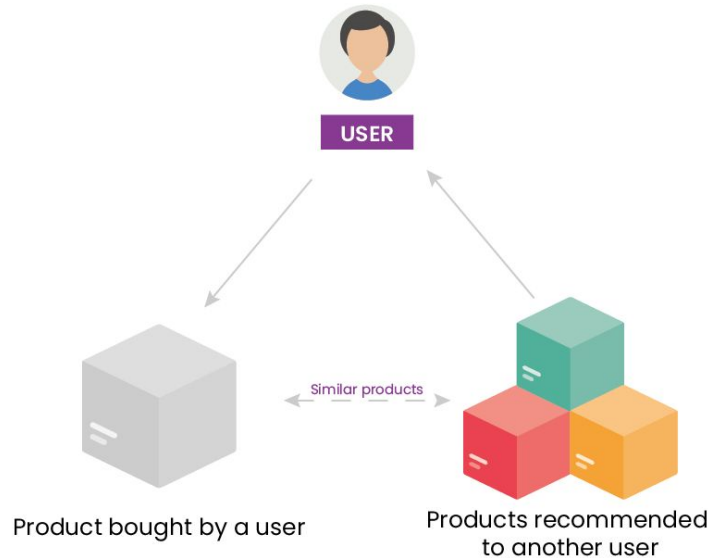 USER
Similar products
Product bought by a user
Products recommended
to another user